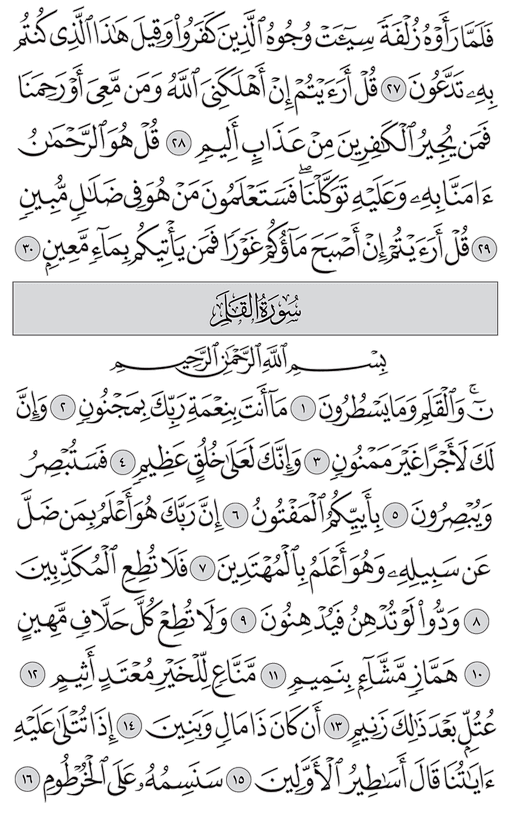 فَلَمَّا رَأَوْهُ زُلْفَةً سِيٓـَٔتْ وُجُوهُ ٱلَّذِينَ كَفَرُوا۟ وَقِيلَ هَٰذَا ٱلَّذِى كُنتُم
بِهِۦ تَدَّعُونَ ٢٧ قُلْ أَرَءَيْتُمْ إِنْ أَهْلَكَنِىَ ٱللَّهُ وَمَن مَّعِىَ أَوْ رَحِمَنَا
فَمَن يُجِيرُ ٱلْكَٰفِرِينَ مِنْ عَذَابٍ أَلِيمٍ ٢٨ قُلْ هُوَ ٱلرَّحْمَٰنُ
ءَامَنَّا بِهِۦ وَعَلَيْهِ تَوَكَّلْنَا ۖ فَسَتَعْلَمُونَ مَنْ هُوَ فِى ضَلَٰلٍ مُّبِينٍ
٢٩ قُلْ أَرَءَيْتُمْ إِنْ أَصْبَحَ مَآؤُكُمْ غَوْرًا فَمَن يَأْتِيكُم بِمَآءٍ مَّعِينٍۭ ٣٠
سُورَةُ القَلَمِ
بِسْمِ ٱللَّهِ ٱلرَّحْمَٰنِ ٱلرَّحِيمِ
نٓ ۚ وَٱلْقَلَمِ وَمَا يَسْطُرُونَ ١ مَآ أَنتَ بِنِعْمَةِ رَبِّكَ بِمَجْنُونٍ ٢ وَإِنَّ
لَكَ لَأَجْرًا غَيْرَ مَمْنُونٍ ٣ وَإِنَّكَ لَعَلَىٰ خُلُقٍ عَظِيمٍ ٤ فَسَتُبْصِرُ
وَيُبْصِرُونَ ٥ بِأَييِّكُمُ ٱلْمَفْتُونُ ٦ إِنَّ رَبَّكَ هُوَ أَعْلَمُ بِمَن ضَلَّ
عَن سَبِيلِهِۦ وَهُوَ أَعْلَمُ بِٱلْمُهْتَدِينَ ٧ فَلَا تُطِعِ ٱلْمُكَذِّبِينَ
٨ وَدُّوا۟ لَوْ تُدْهِنُ فَيُدْهِنُونَ ٩ وَلَا تُطِعْ كُلَّ حَلَّافٍ مَّهِينٍ
١٠ هَمَّازٍ مَّشَّآءٍۭ بِنَمِيمٍ ١١ مَّنَّاعٍ لِّلْخَيْرِ مُعْتَدٍ أَثِيمٍ ١٢
عُتُلٍّۭ بَعْدَ ذَٰلِكَ زَنِيمٍ ١٣ أَن كَانَ ذَا مَالٍ وَبَنِينَ ١٤ إِذَا تُتْلَىٰ عَلَيْهِ
ءَايَٰتُنَا قَالَ أَسَٰطِيرُ ٱلْأَوَّلِينَ ١٥ سَنَسِمُهُۥ عَلَى ٱلْخُرْطُومِ ١٦